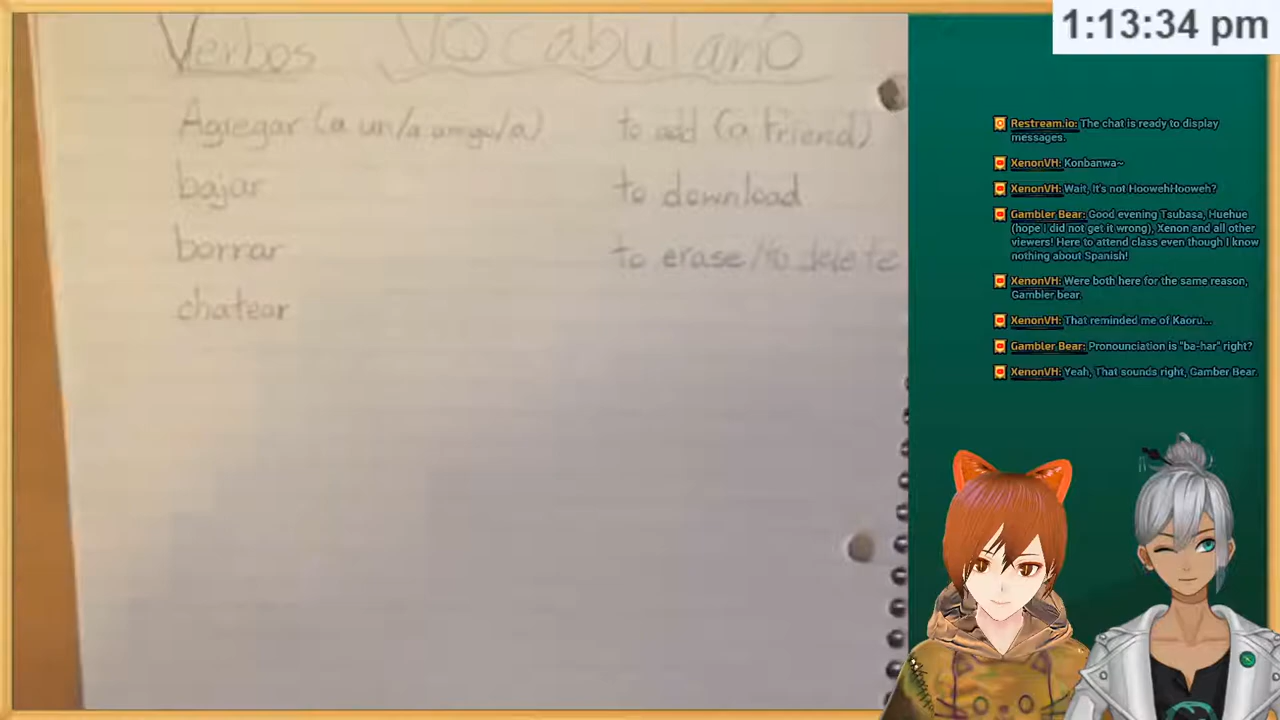 1:13:34 pm
Verbos Vocabulario
Agregar (a un/a amigo/a) to add (a friend)
bajar to download
borrar to erase/to delete
chatear
Restream.io: The chat is ready to display
messages.
XenonVH: Konbanwa~
XenonVH: Wait, It's not HoowehHooweh?
Gambler Bear: Good evening Tsubasa, Huehue
(hope I did not get it wrong), Xenon and all other
viewers! Here to attend class even though I know
nothing about Spanish!
XenonVH: Were both here for the same reason,
Gambler bear.
XenonVH: That reminded me of Kaoru...
Gambler Bear: Pronounciation is "ba-har" right?
XenonVH: Yeah, That sounds right, Gamber Bear.